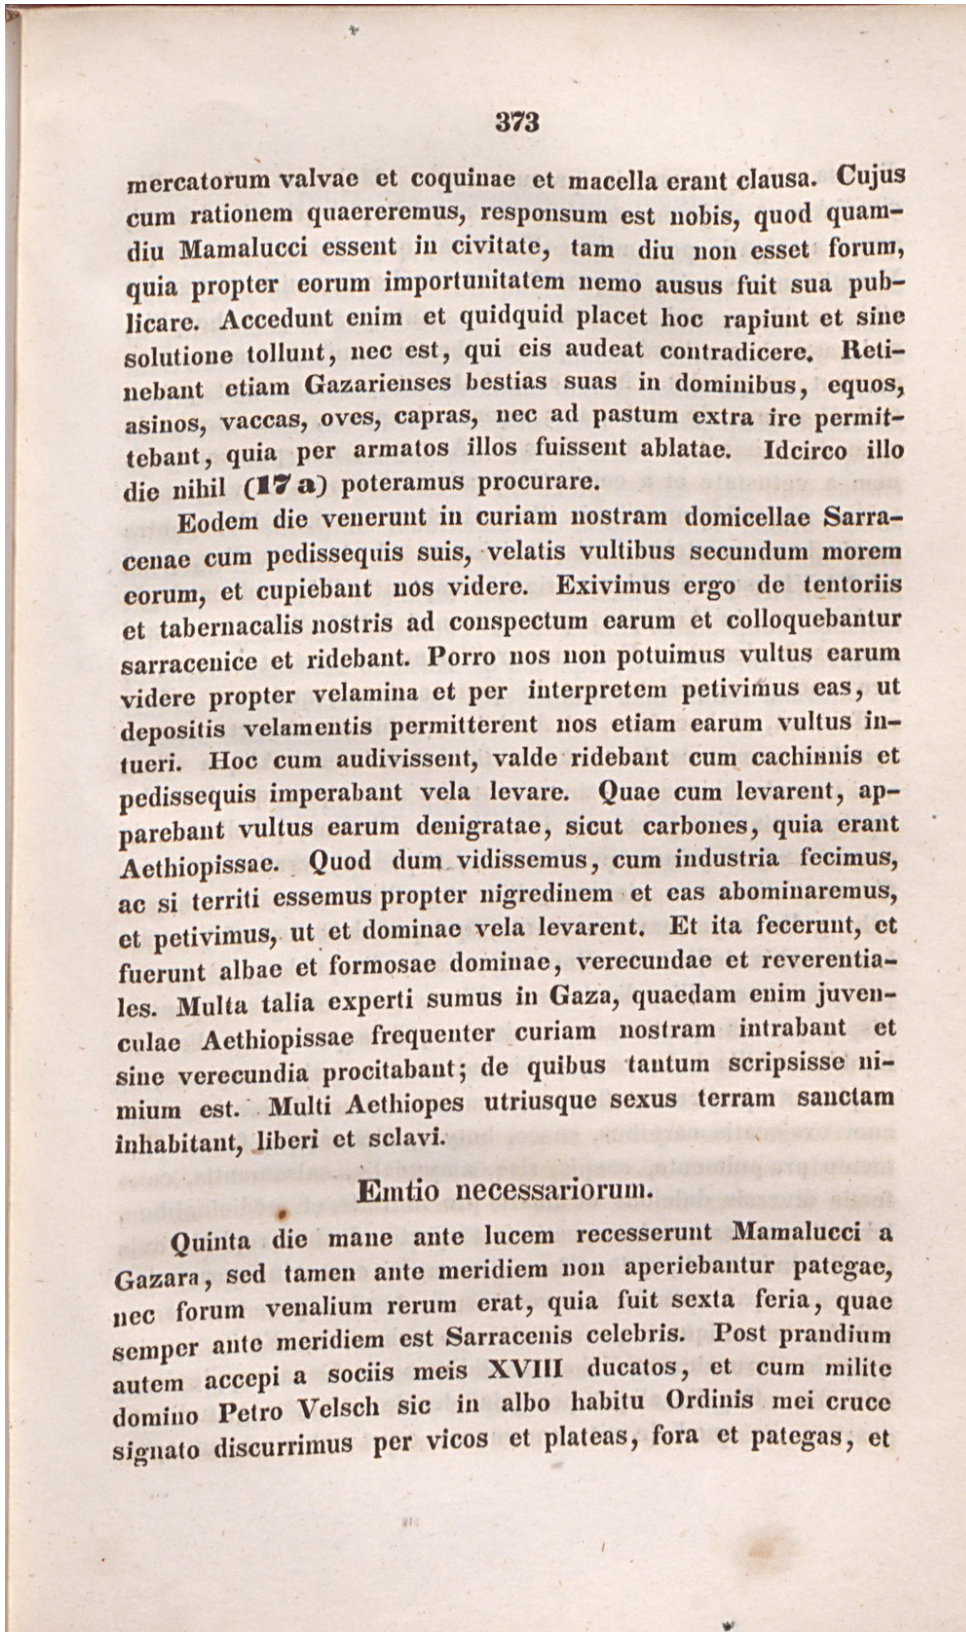 373
mercatorum valvae et coquinae et macella erant clausa. Cujus
cum rationem quaereremus, responsum est nobis, quod quam-
diu Mamalucci essent in civitate, tam diu non esset forum,
quia propter eorum importunitatem nemo ausus fuit sua pub-
licare. Accedunt enim et quidquid placet hoc rapiunt et sine
solutione tollunt, nec est, qui eis audeat contradicere. Reti-
nebant etiam Gazarienses bestias suas in dominibus, equos,
asinos, vaccas, oves, capras, nec ad pastum extra ire permit-
tebant, quia per armatos illos fuissent ablatae. Idcirco illo
die nihil (17 a) poteramus procurare.
Eodem die venerunt in curiam nostram domicellae Sarra-
cenae cum pedissequis suis, velatis vultibus secundum morem
eorum, et cupiebant nos videre. Exivimus ergo de tentoriis
et tabernacalis nostris ad conspectum earum et colloquebantur
sarracenice et ridebant. Porro nos non potuimus vultus earum
videre propter velamina et per interpretem petivimus eas, ut
depositis velamentis permitterent nos etiam earum vultus in-
tueri. Hoc cum audivissent, valde ridebant cum cachinnis et
pedissequis imperabant vela levare. Quae cum levarent, ap-
parebant vultus earum denigratae, sicut carbones, quia erant
Aethiopissae. Quod dum vidissemus, cum industria fecimus,
ac si territi essemus propter nigredinem et eas abominaremus,
et petivimus, ut et dominae vela levarent. Et ita fecerunt, et
fuerunt albae et formosae dominae, verecundae et reverentia-
les. Multa talia experti sumus in Gaza, quaedam enim juven-
culae Aethiopissae frequenter curiam nostram intrabant et
sine verecundia procitabant; de quibus tantum scripsisse ni-
mium est. Multi Aethiopes utriusque sexus terram sanctam
inhabitant, liberi et sclavi.
Emtio necessariorum.
Quinta die mane ante lucem recesserunt Mamalucci a
Gazara, sed tamen ante meridiem non aperiebantur pategae,
nec forum venalium rerum erat, quia fuit sexta feria, quae
semper ante meridiem est Sarracenis celebris. Post prandium
autem accepi a sociis meis XVIII ducatos, et cum milite
domino Petro Velsch sic in albo habitu Ordinis mei cruce
signato discurrimus per vicos et plateas, fora et pategas, et